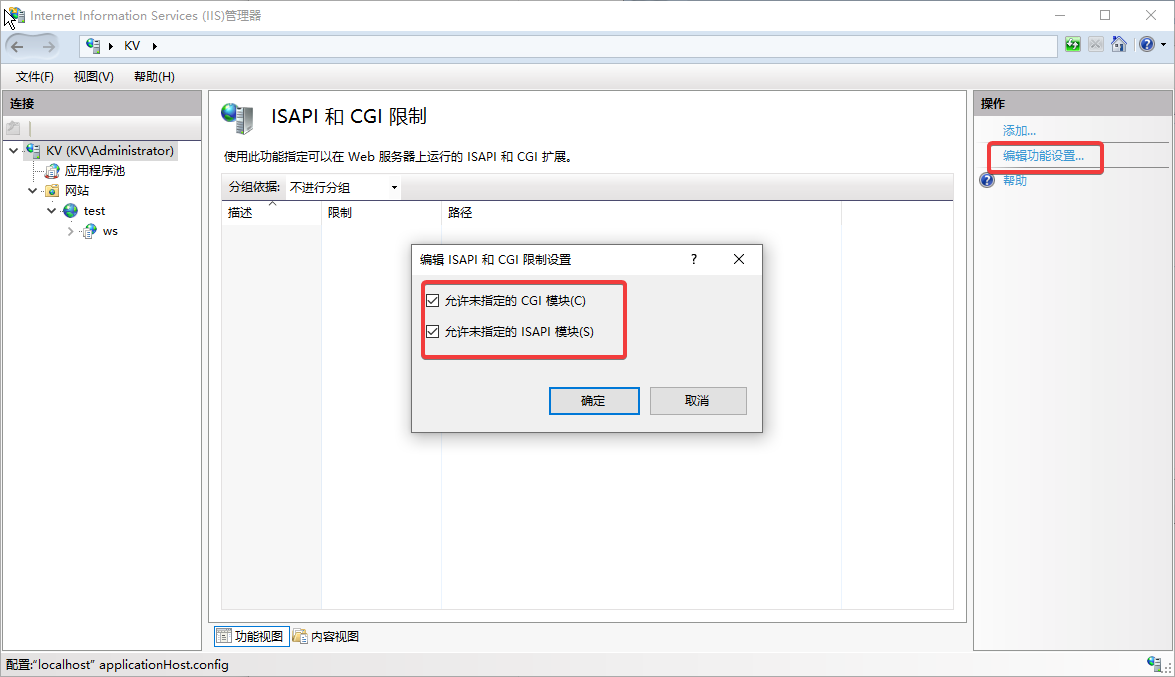 Internet Information Services (IIS)管理器
KV
文件(F) 视图(V) 帮助(H)
连接
KV (KV\Administrator)
应用程序池
网站
test
ws
ISAPI 和 CGI 限制
使用此功能指定可以在 Web 服务器上运行的 ISAPI 和 CGI 扩展。
分组依据: 不进行分组
描述 限制 路径
编辑 ISAPI 和 CGI 限制设置 ?
允许未指定的 CGI 模块(C)
允许未指定的 ISAPI 模块(S)
确定 取消
功能视图 内容视图
操作
添加...
编辑功能设置...
帮助
配置:“localhost” applicationHost.config